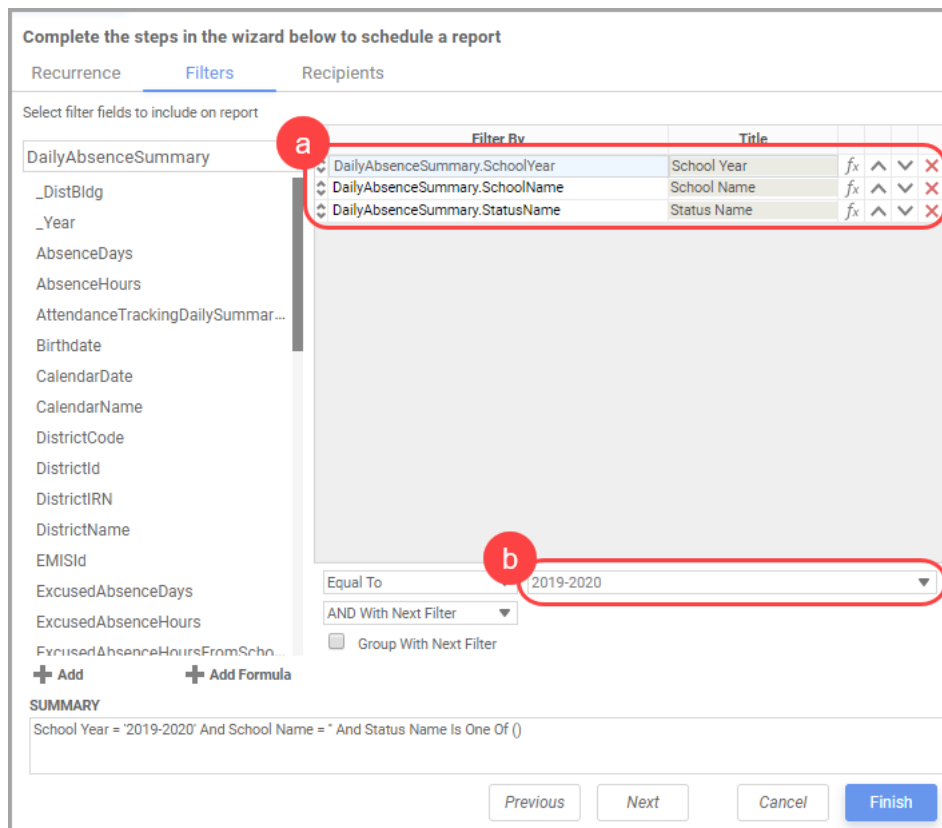 Complete the steps in the wizard below to schedule a report
Recurrence Filters Recipients
Select filter fields to include on report
DailyAbsenceSummary
_DistBldg
_Year
AbsenceDays
AbsenceHours
AttendanceTrackingDailySummar...
Birthdate
CalendarDate
CalendarName
DistrictCode
DistrictId
DistrictIRN
DistrictName
EMISId
ExcusedAbsenceDays
ExcusedAbsenceHours
ExcusedAbsenceHoursFromScho...
Add Add Formula
a
Filter By Title
DailyAbsenceSummary.SchoolYear School Year fx
DailyAbsenceSummary.SchoolName School Name fx
DailyAbsenceSummary.StatusName Status Name fx
b
Equal To 2019-2020
AND With Next Filter
Group With Next Filter
SUMMARY
School Year = '2019-2020' And School Name = '' And Status Name Is One Of ()
Previous Next Cancel Finish